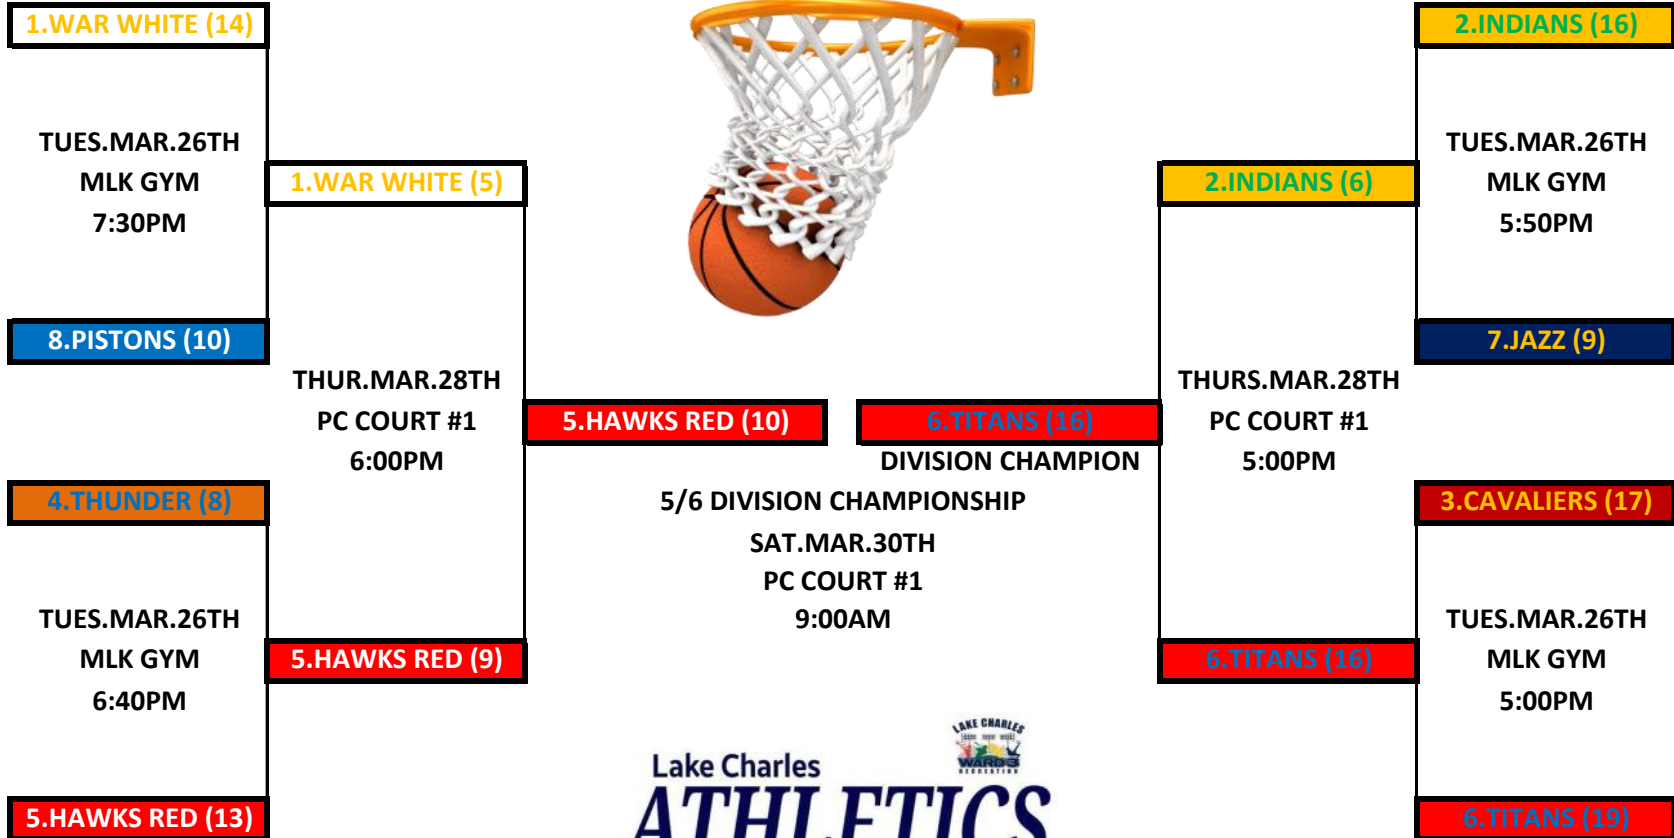 1.WAR WHITE (14)
TUES.MAR.26TH
MLK GYM
7:30PM
8.PISTONS (10)
1.WAR WHITE (5)
THUR.MAR.28TH
PC COURT #1
6:00PM
4.THUNDER (8)
TUES.MAR.26TH
MLK GYM
6:40PM
5.HAWKS RED (9)
5.HAWKS RED (13)
5.HAWKS RED (10)
6.TITANS (16)
DIVISION CHAMPION
5/6 DIVISION CHAMPIONSHIP
SAT.MAR.30TH
PC COURT #1
9:00AM
2.INDIANS (16)
TUES.MAR.26TH
MLK GYM
5:50PM
7.JAZZ (9)
2.INDIANS (6)
THURS.MAR.28TH
PC COURT #1
5:00PM
3.CAVALIERS (17)
TUES.MAR.26TH
MLK GYM
5:00PM
6.TITANS (16)
6.TITANS (19)
LAKE CHARLES
WARD 3
RECREATION
Lake Charles
ATHLETICS